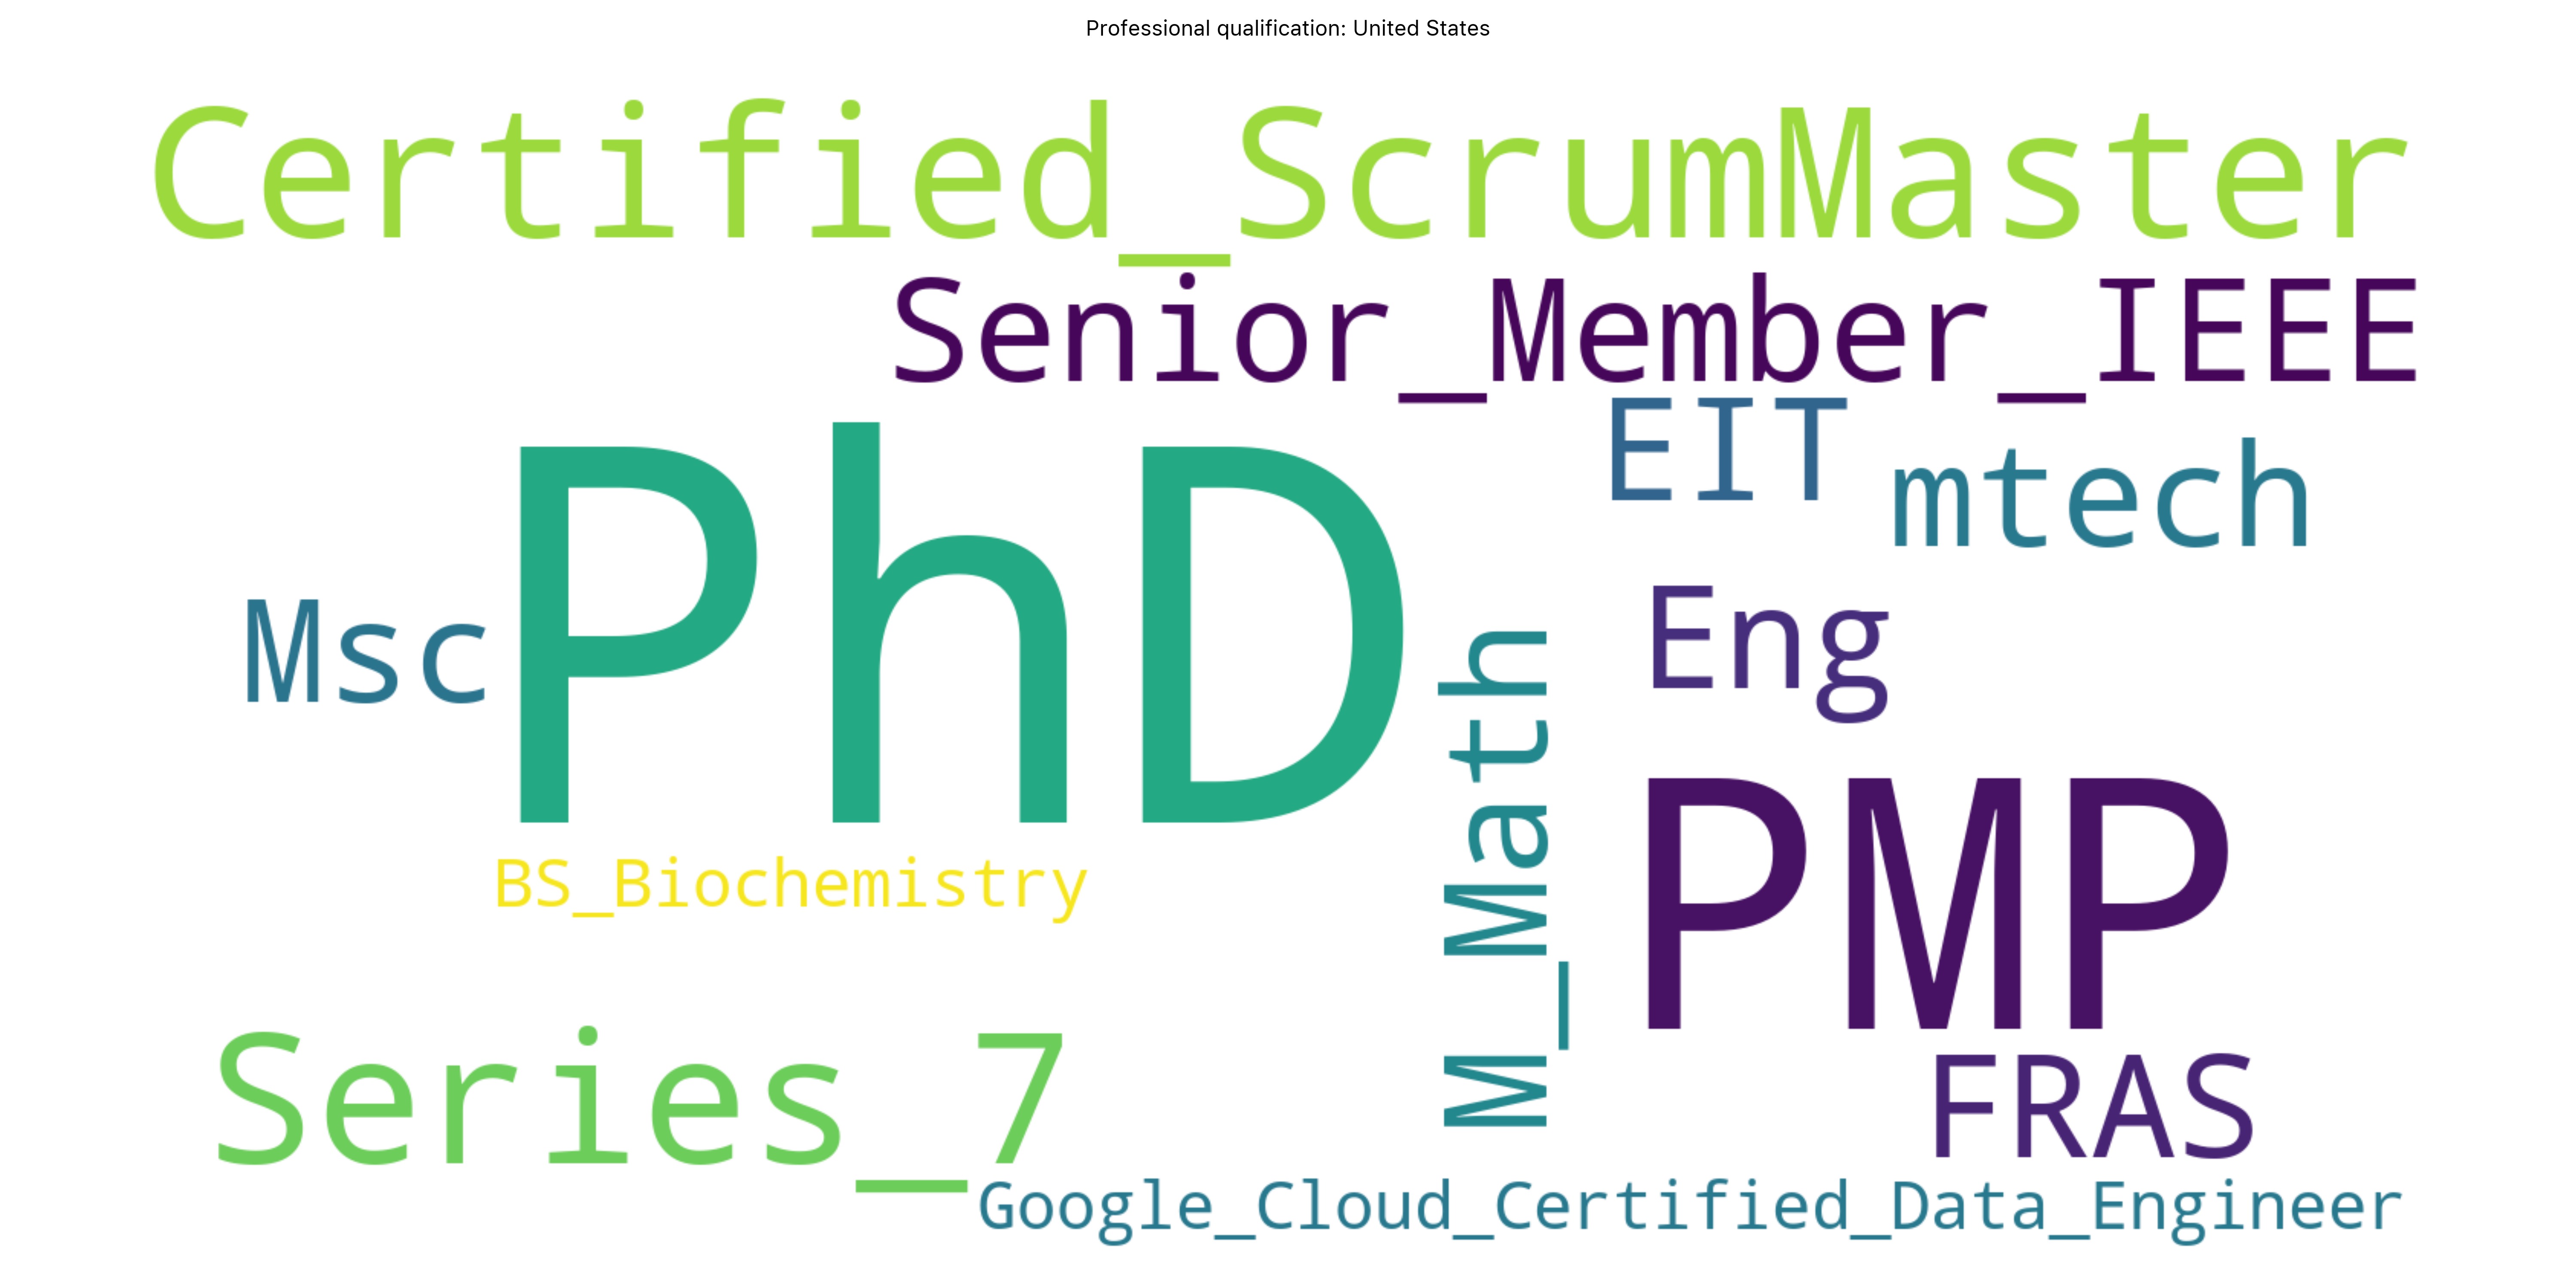 Professional qualification: United States
Certified_ScrumMaster
Senior_Member_IEEE
EIT
mtech
PhD
Msc
Eng
M_Math
PMP
BS_Biochemistry
Series_7
FRAS
Google_Cloud_Certified_Data_Engineer